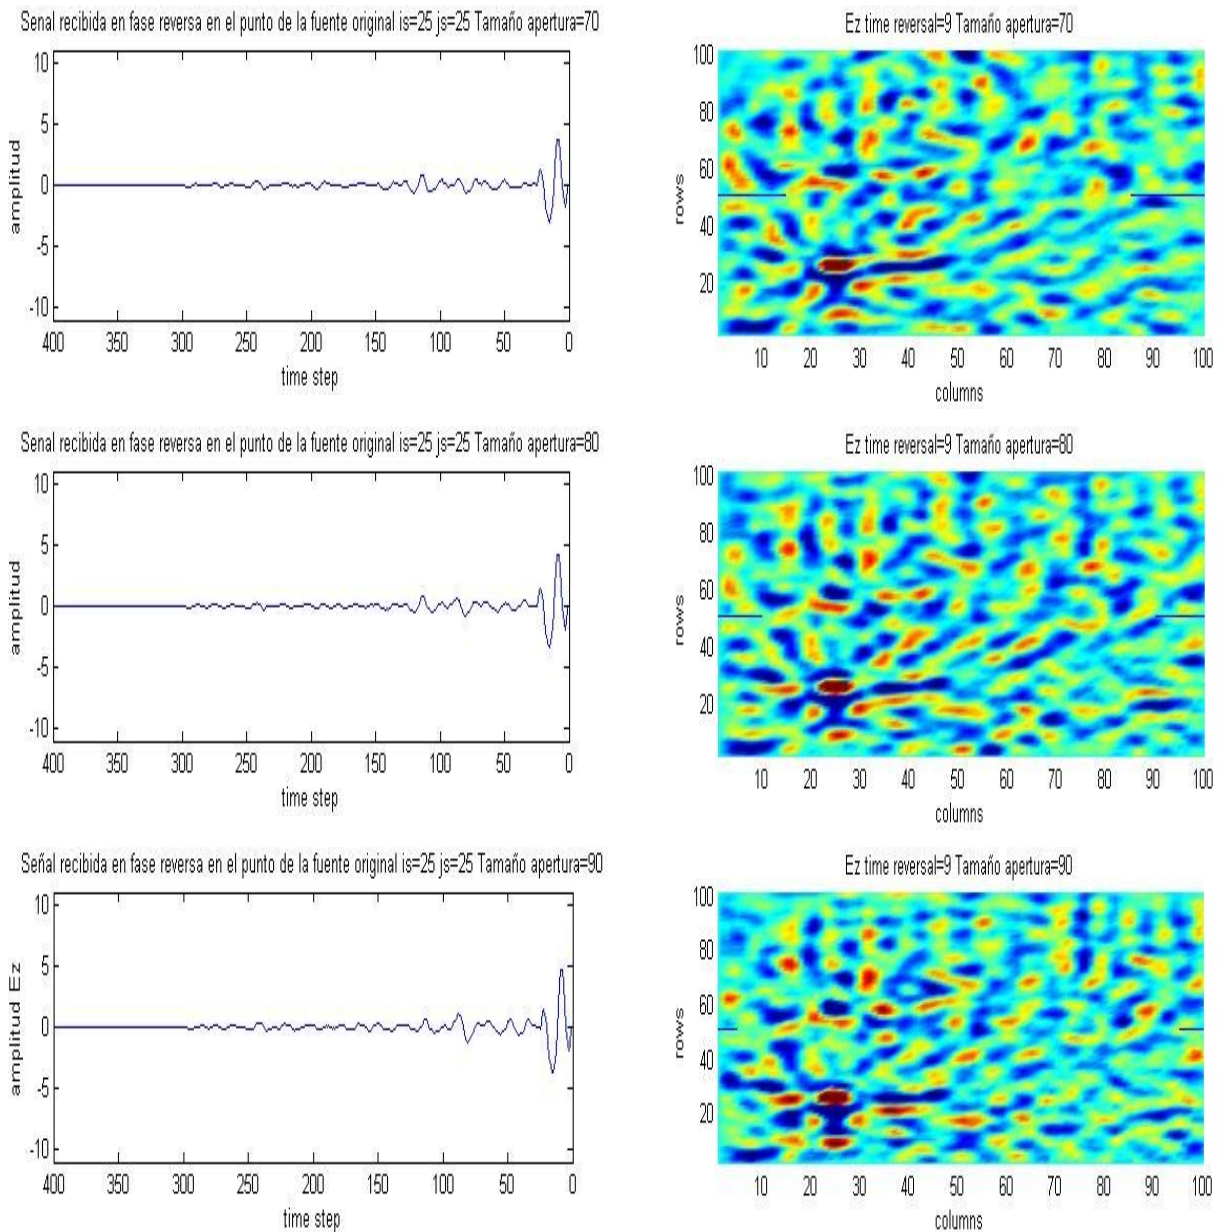 Senal recibida en fase reversa en el punto de la fuente original is=25 js=25 Tamaño apertura=70
10
5
0
-5
-10
amplitud
400 350 300 250 200 150 100 50 0
time step
Ez time reversal=9 Tamaño apertura=70
100
80
60
40
20
rows
10 20 30 40 50 60 70 80 90 100
columns
Senal recibida en fase reversa en el punto de la fuente original is=25 js=25 Tamaño apertura=80
10
5
0
-5
-10
amplitud
400 350 300 250 200 150 100 50 0
time step
Ez time reversal=9 Tamaño apertura=80
100
80
60
40
20
rows
10 20 30 40 50 60 70 80 90 100
columns
Señal recibida en fase reversa en el punto de la fuente original is=25 js=25 Tamaño apertura=90
10
5
0
-5
-10
amplitud Ez
400 350 300 250 200 150 100 50 0
time step
Ez time reversal=9 Tamaño apertura=90
100
80
60
40
20
rows
10 20 30 40 50 60 70 80 90 100
columns